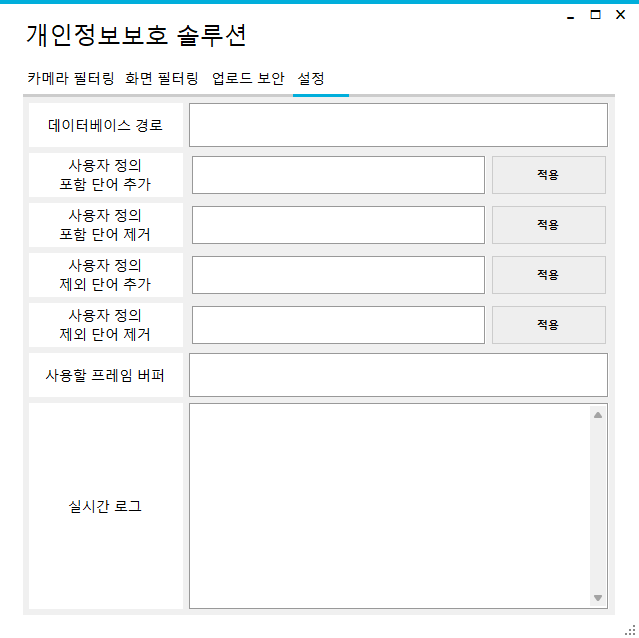 개인정보보호 솔루션
카메라 필터링 화면 필터링 업로드 보안 설정
데이터베이스 경로
사용자 정의
포함 단어 추가
적용
사용자 정의
포함 단어 제거
적용
사용자 정의
제외 단어 추가
적용
사용자 정의
제외 단어 제거
적용
사용할 프레임 버퍼
실시간 로그